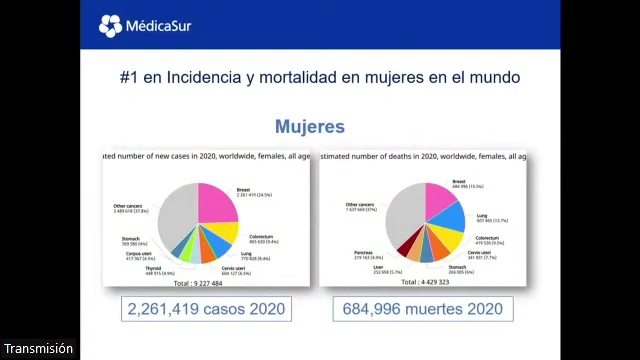 MédicaSur
#1 en Incidencia y mortalidad en mujeres en el mundo
Mujeres
ated number of new cases in 2020, worldwide, females, all age
Breast
2 261 419 (24.5%)
Other cancers
3 489 618 (37.8%)
Colorectum
865 630 (9.4%)
Stomach
369 580 (4%)
Lung
770 828 (8.4%)
Corpus uteri
417 367 (4.5%)
Cervix uteri
604 127 (6.5%)
Thyroid
448 915 (4.9%)
Total : 9 227 484
stimated number of deaths in 2020, worldwide, females, all ag
Breast
684 996 (15.5%)
Other cancers
1 637 669 (37%)
Lung
607 465 (13.7%)
Colorectum
419 536 (9.5%)
Pancreas
219 163 (4.9%)
Cervix uteri
341 831 (7.7%)
Liver
252 658 (5.7%)
Stomach
266 005 (6%)
Total : 4 429 323
2,261,419 casos 2020
684,996 muertes 2020
Transmisión